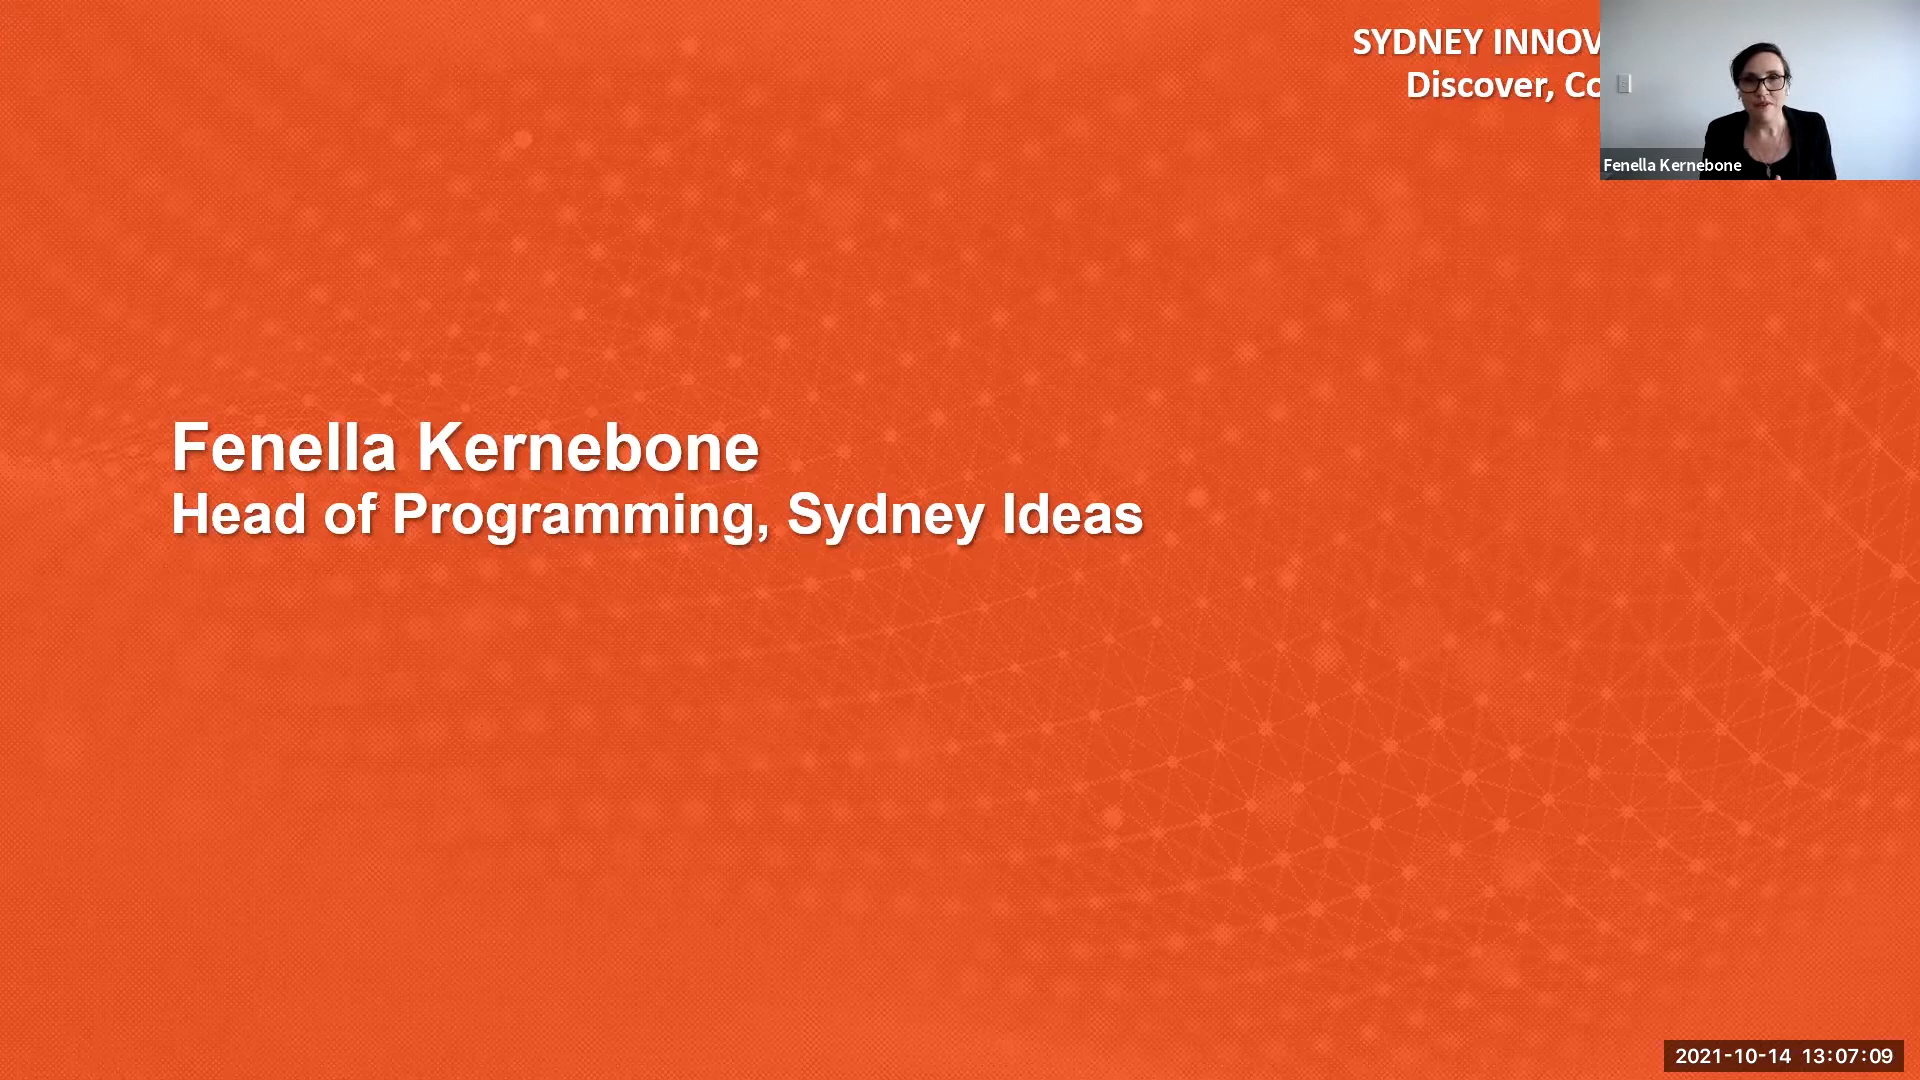 SYDNEY INNOV
Discover, Co
Fenella Kernebone
Fenella Kernebone
Head of Programming, Sydney Ideas
2021-10-14 13:07:09